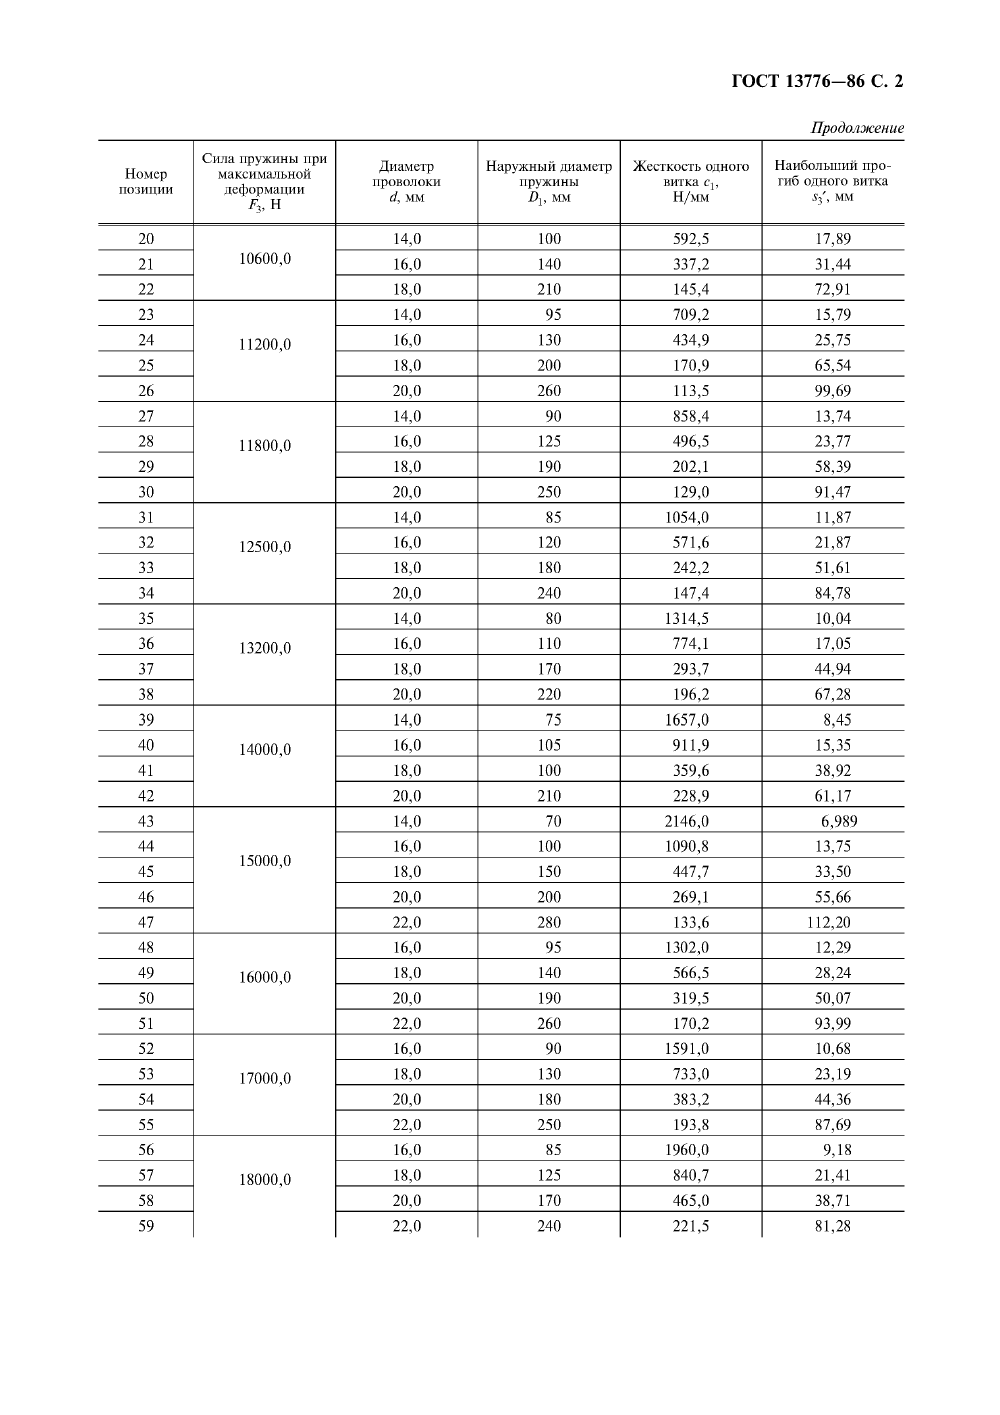 ГОСТ 13776—86 С. 2
Продолжение
Номер позиции | Сила пружины при максимальной деформации F₃, Н | Диаметр проволоки d, мм | Наружный диаметр пружины D₁, мм | Жесткость одного витка c₁, Н/мм | Наибольший про-гиб одного витка s₃′, мм
20 | 10600,0 | 14,0 | 100 | 592,5 | 17,89
21 | 16,0 | 140 | 337,2 | 31,44
22 | 18,0 | 210 | 145,4 | 72,91
23 | 11200,0 | 14,0 | 95 | 709,2 | 15,79
24 | 16,0 | 130 | 434,9 | 25,75
25 | 18,0 | 200 | 170,9 | 65,54
26 | 20,0 | 260 | 113,5 | 99,69
27 | 11800,0 | 14,0 | 90 | 858,4 | 13,74
28 | 16,0 | 125 | 496,5 | 23,77
29 | 18,0 | 190 | 202,1 | 58,39
30 | 20,0 | 250 | 129,0 | 91,47
31 | 12500,0 | 14,0 | 85 | 1054,0 | 11,87
32 | 16,0 | 120 | 571,6 | 21,87
33 | 18,0 | 180 | 242,2 | 51,61
34 | 20,0 | 240 | 147,4 | 84,78
35 | 13200,0 | 14,0 | 80 | 1314,5 | 10,04
36 | 16,0 | 110 | 774,1 | 17,05
37 | 18,0 | 170 | 293,7 | 44,94
38 | 20,0 | 220 | 196,2 | 67,28
39 | 14000,0 | 14,0 | 75 | 1657,0 | 8,45
40 | 16,0 | 105 | 911,9 | 15,35
41 | 18,0 | 100 | 359,6 | 38,92
42 | 20,0 | 210 | 228,9 | 61,17
43 | 15000,0 | 14,0 | 70 | 2146,0 | 6,989
44 | 16,0 | 100 | 1090,8 | 13,75
45 | 18,0 | 150 | 447,7 | 33,50
46 | 20,0 | 200 | 269,1 | 55,66
47 | 22,0 | 280 | 133,6 | 112,20
48 | 16000,0 | 16,0 | 95 | 1302,0 | 12,29
49 | 18,0 | 140 | 566,5 | 28,24
50 | 20,0 | 190 | 319,5 | 50,07
51 | 22,0 | 260 | 170,2 | 93,99
52 | 17000,0 | 16,0 | 90 | 1591,0 | 10,68
53 | 18,0 | 130 | 733,0 | 23,19
54 | 20,0 | 180 | 383,2 | 44,36
55 | 22,0 | 250 | 193,8 | 87,69
56 | 18000,0 | 16,0 | 85 | 1960,0 | 9,18
57 | 18,0 | 125 | 840,7 | 21,41
58 | 20,0 | 170 | 465,0 | 38,71
59 | 22,0 | 240 | 221,5 | 81,28